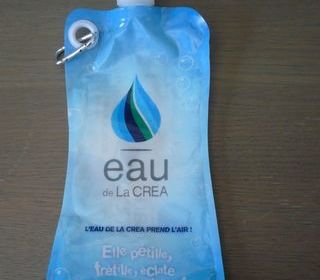 eau
de La CREA
L'EAU DE LA CREA PREND L'AIR !
Elle pétille,
frétille, éclate